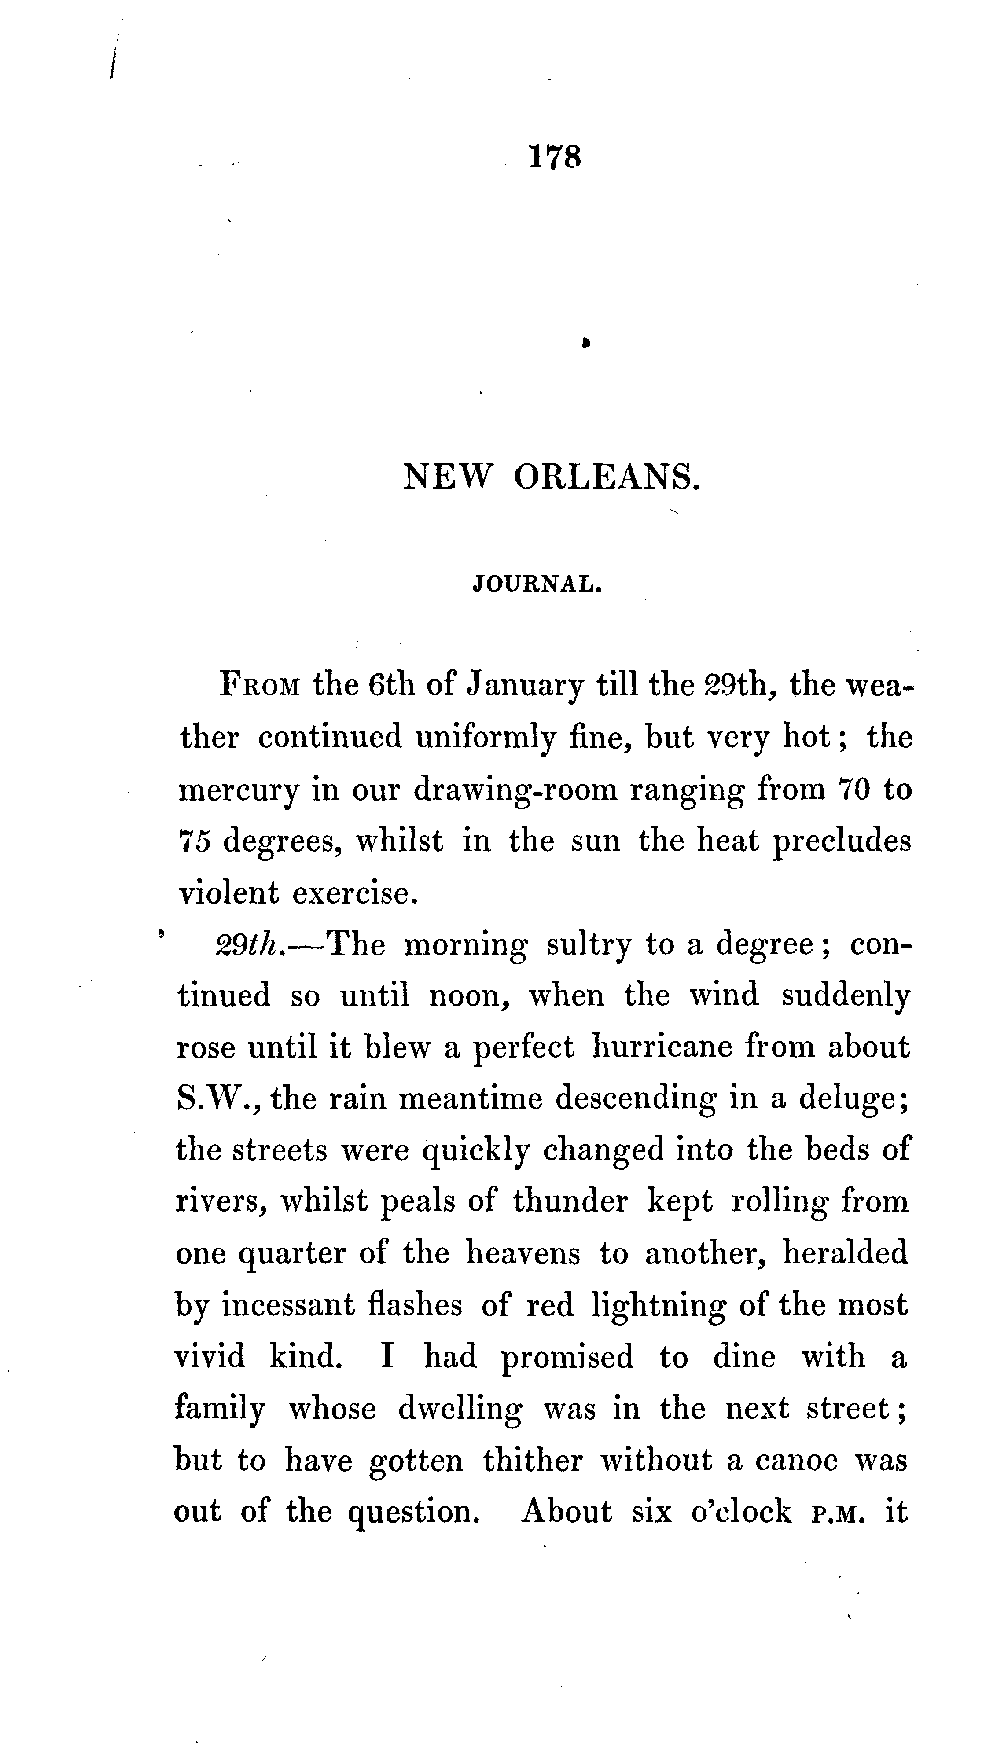 178
NEW ORLEANS.
JOURNAL.
FROM the 6th of January till the 29th, the wea-
ther continued uniformly fine, but very hot; the
mercury in our drawing-room ranging from 70 to
75 degrees, whilst in the sun the heat precludes
violent exercise.
29th.—The morning sultry to a degree; con-
tinued so until noon, when the wind suddenly
rose until it blew a perfect hurricane from about
S.W., the rain meantime descending in a deluge;
the streets were quickly changed into the beds of
rivers, whilst peals of thunder kept rolling from
one quarter of the heavens to another, heralded
by incessant flashes of red lightning of the most
vivid kind. I had promised to dine with a
family whose dwelling was in the next street;
but to have gotten thither without a canoe was
out of the question. About six o'clock P.M. it